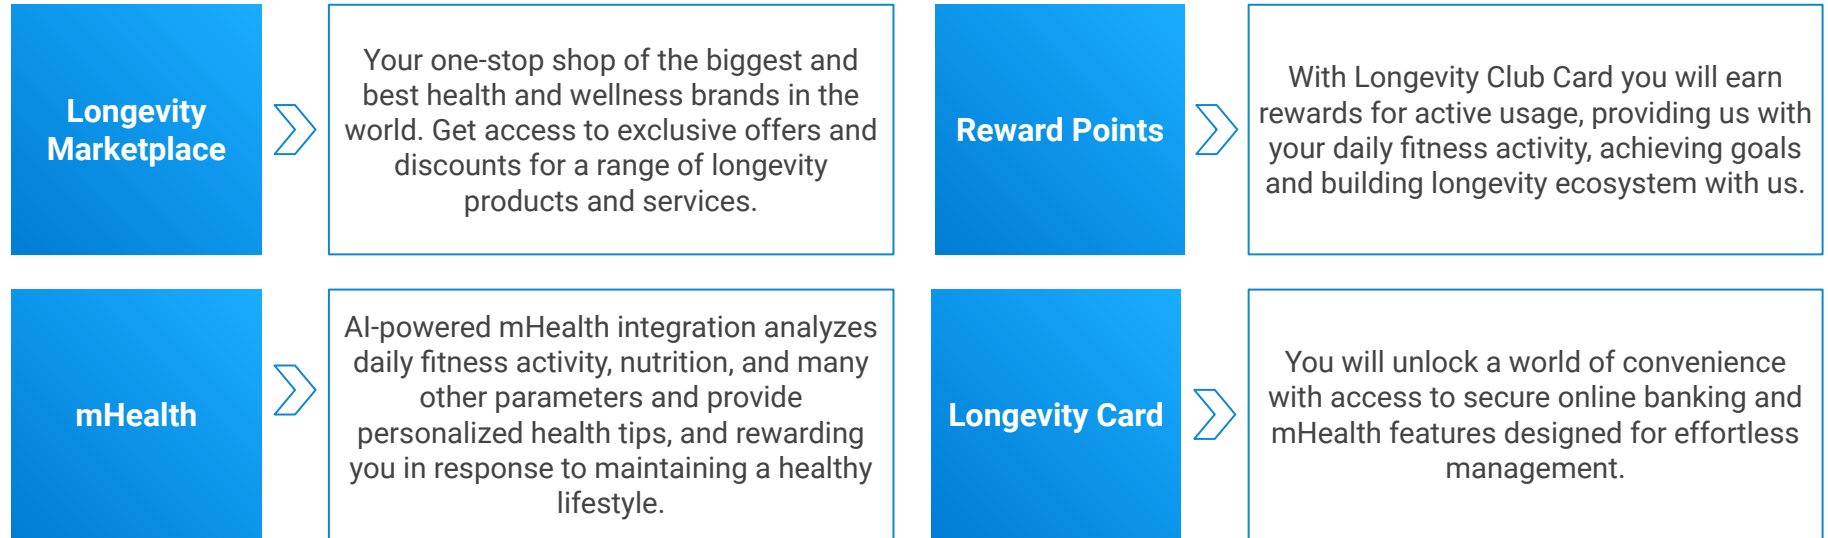 Longevity
Marketplace
Your one-stop shop of the biggest and
best health and wellness brands in the
world. Get access to exclusive offers and
discounts for a range of longevity
products and services.
Reward Points
With Longevity Club Card you will earn
rewards for active usage, providing us with
your daily fitness activity, achieving goals
and building longevity ecosystem with us.
mHealth
AI-powered mHealth integration analyzes
daily fitness activity, nutrition, and many
other parameters and provide
personalized health tips, and rewarding
you in response to maintaining a healthy
lifestyle.
Longevity Card
You will unlock a world of convenience
with access to secure online banking and
mHealth features designed for effortless
management.